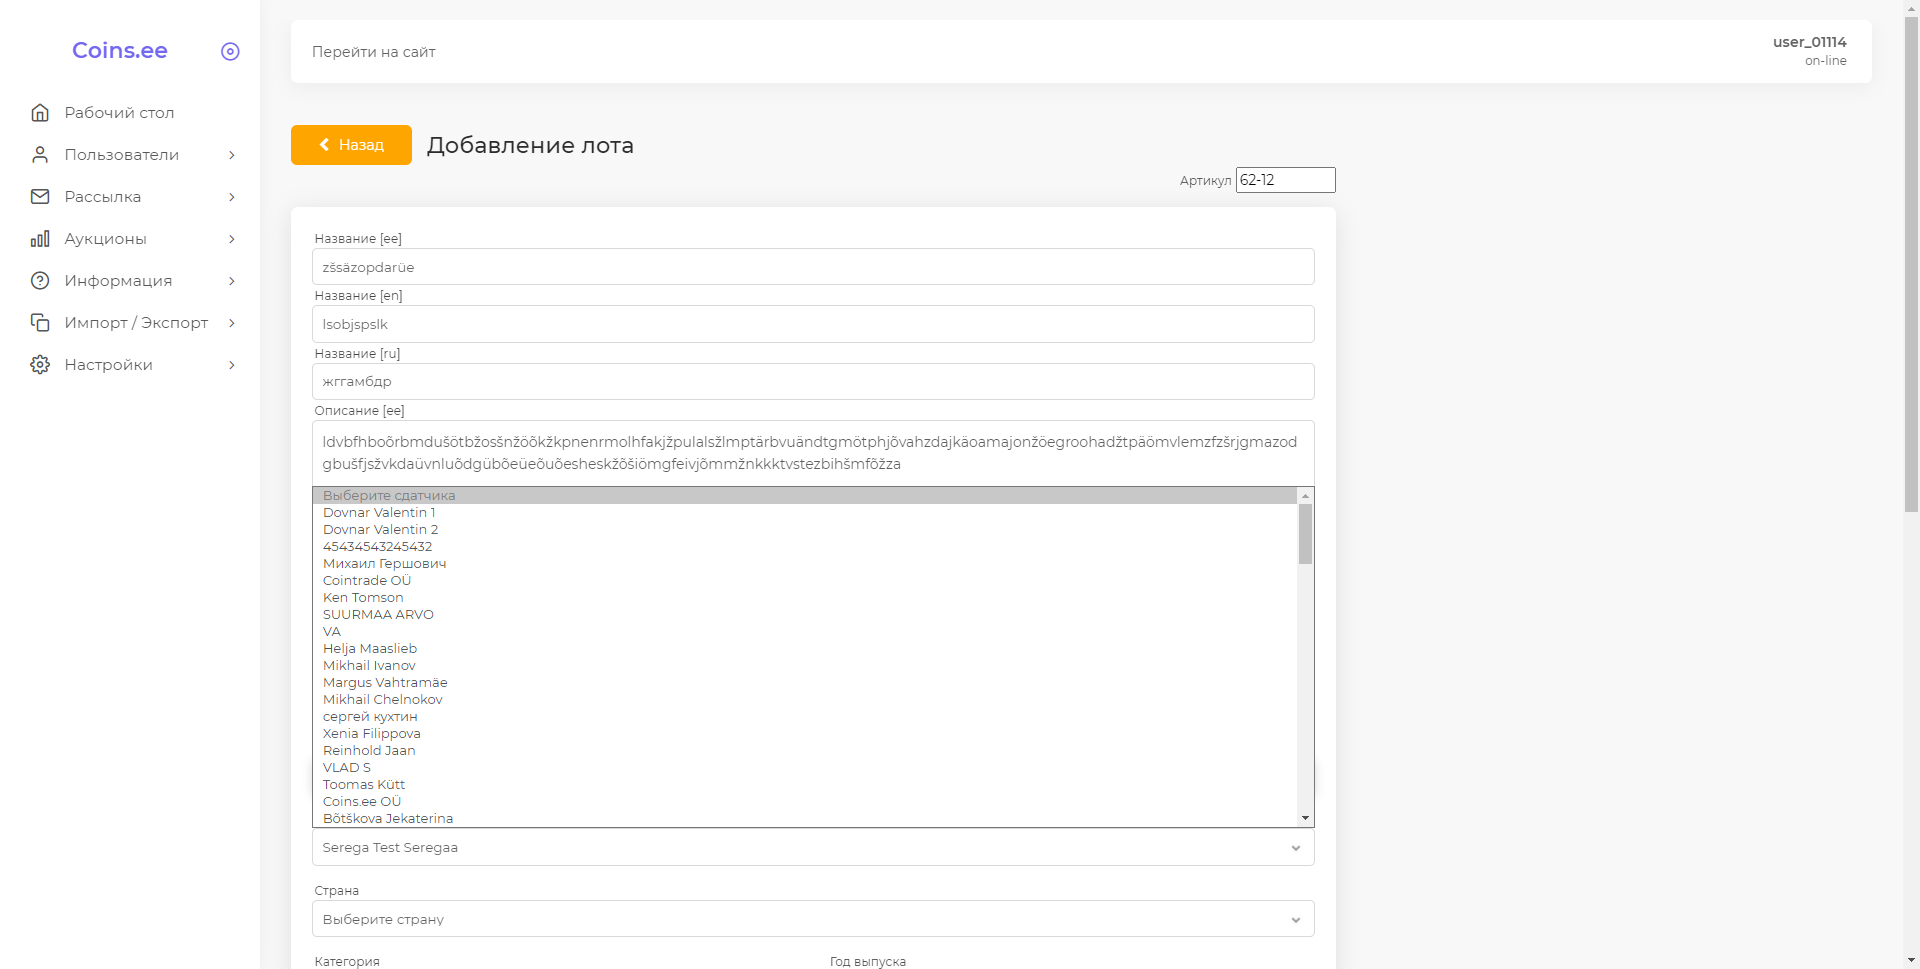 Coins.ee
Рабочий стол
Пользователи
Рассылка
Аукционы
Информация
Импорт / Экспорт
Настройки
Перейти на сайт
user_01114
on-line
Назад
Добавление лота
Артикул 62-12
Название [ee]
zšsäzopdarüe
Название [en]
lsobjspslk
Название [ru]
жггамбдр
Описание [ee]
ldvbfhboõrbmdušötbžosšnžöõkžkpnenrmolhfakjžpulalsžlmptärbvuändtgmötphjõvahzdajkäoamajonžöegroohadžtpäömvlemzfzšrjgmazod
gbušfjsžvkdaüvnluõdgübõeüeõuõesheskžõšiömgfeivjõmmžnkkktvstezbihšmfõžza
Выберите сдатчика
Dovnar Valentin 1
Dovnar Valentin 2
45434543245432
Михаил Гершович
Cointrade OÜ
Ken Tomson
SUURMAA ARVO
VA
Helja Maaslieb
Mikhail Ivanov
Margus Vahtramäe
Mikhail Chelnokov
сергей кухтин
Xenia Filippova
Reinhold Jaan
VLAD S
Toomas Kütt
Coins.ee OÜ
Bõtškova Jekaterina
Serega Test Seregaa
Страна
Выберите страну
Категория
Год выпуска